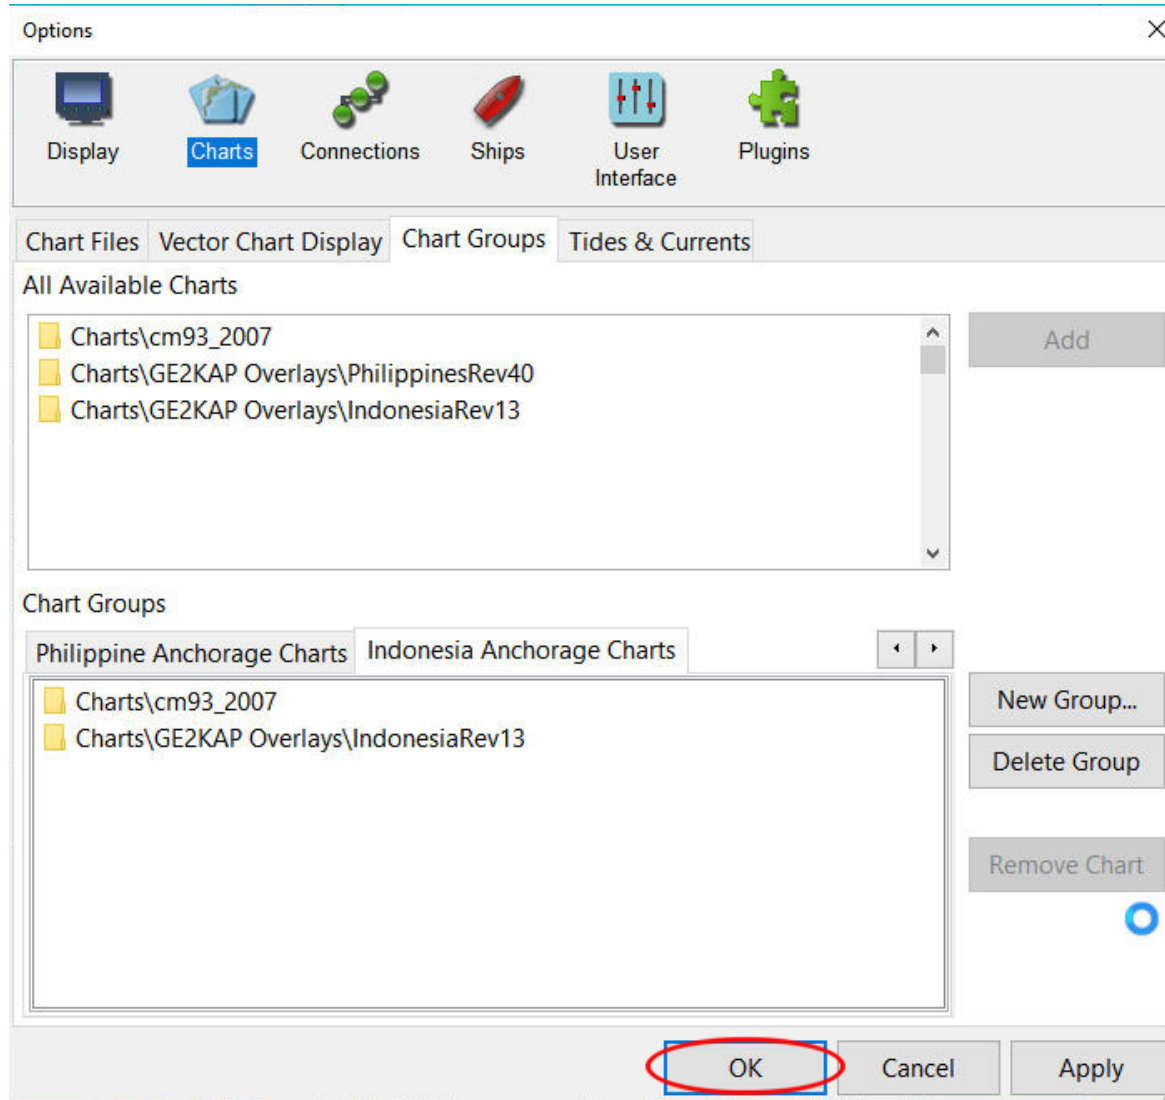 Options
Display
Charts
Connections
Ships
User
Interface
Plugins
Chart Files
Vector Chart Display
Chart Groups
Tides & Currents
All Available Charts
Charts\cm93_2007
Charts\GE2KAP Overlays\PhilippinesRev40
Charts\GE2KAP Overlays\IndonesiaRev13
Add
Chart Groups
Philippine Anchorage Charts
Indonesia Anchorage Charts
Charts\cm93_2007
Charts\GE2KAP Overlays\IndonesiaRev13
New Group...
Delete Group
Remove Chart
OK
Cancel
Apply